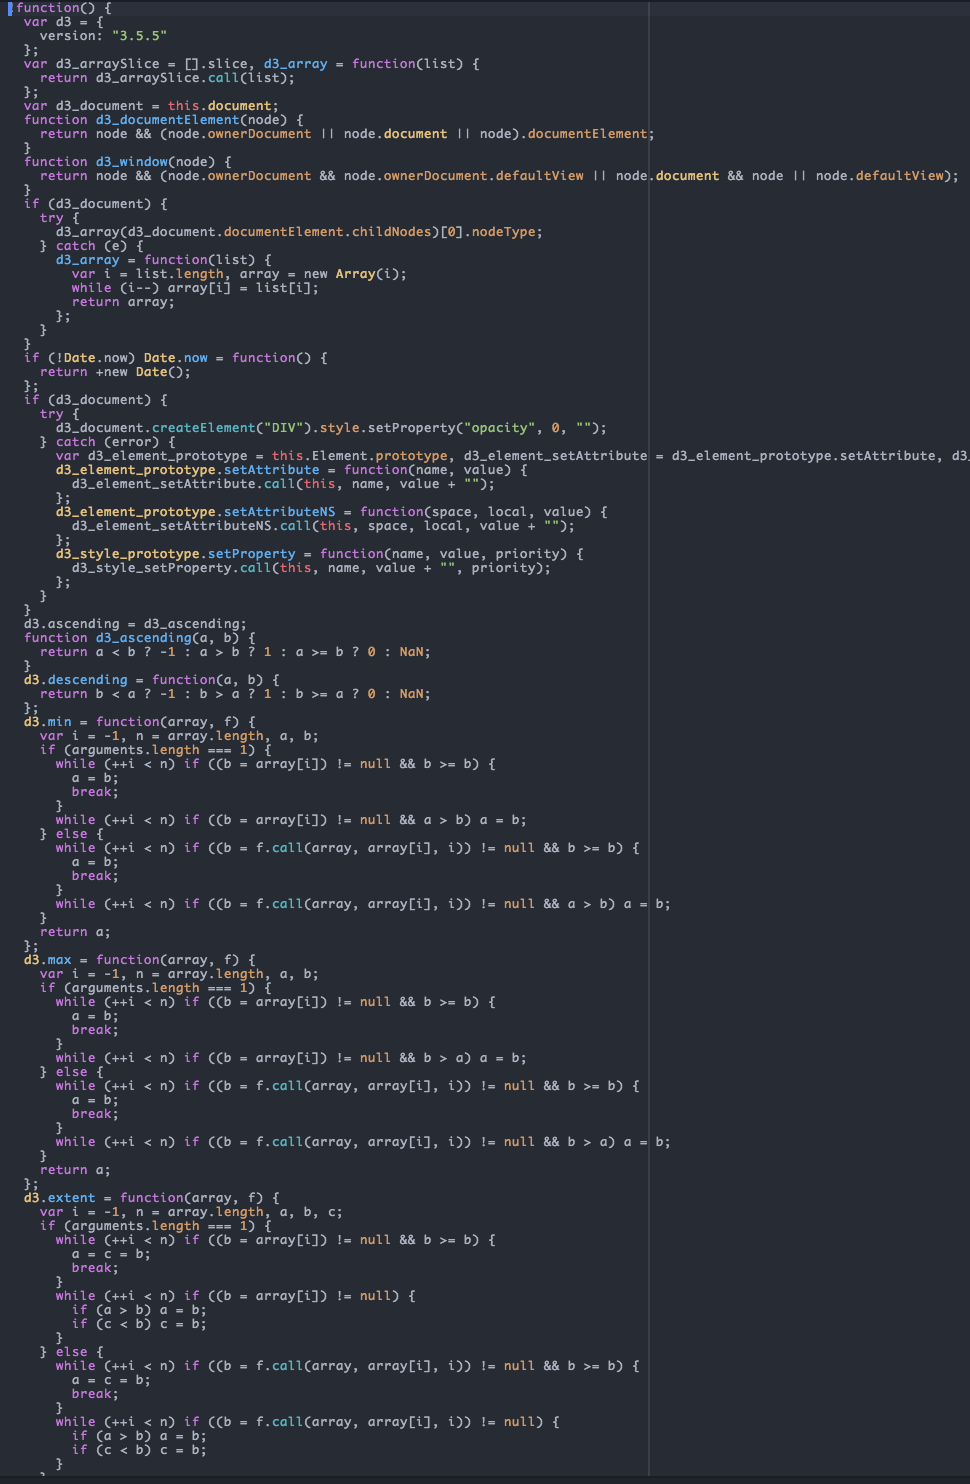 !function() {
  var d3 = {
    version: "3.5.5"
  };
  var d3_arraySlice = [].slice, d3_array = function(list) {
    return d3_arraySlice.call(list);
  };
  var d3_document = this.document;
  function d3_documentElement(node) {
    return node && (node.ownerDocument || node.document || node).documentElement;
  }
  function d3_window(node) {
    return node && (node.ownerDocument && node.ownerDocument.defaultView || node.document && node || node.defaultView);
  }
  if (d3_document) {
    try {
      d3_array(d3_document.documentElement.childNodes)[0].nodeType;
    } catch (e) {
      d3_array = function(list) {
        var i = list.length, array = new Array(i);
        while (i--) array[i] = list[i];
        return array;
      };
    }
  }
  if (!Date.now) Date.now = function() {
    return +new Date();
  };
  if (d3_document) {
    try {
      d3_document.createElement("DIV").style.setProperty("opacity", 0, "");
    } catch (error) {
      var d3_element_prototype = this.Element.prototype, d3_element_setAttribute = d3_element_prototype.setAttribute, d3_
      d3_element_prototype.setAttribute = function(name, value) {
        d3_element_setAttribute.call(this, name, value + "");
      };
      d3_element_prototype.setAttributeNS = function(space, local, value) {
        d3_element_setAttributeNS.call(this, space, local, value + "");
      };
      d3_style_prototype.setProperty = function(name, value, priority) {
        d3_style_setProperty.call(this, name, value + "", priority);
      };
    }
  }
  d3.ascending = d3_ascending;
  function d3_ascending(a, b) {
    return a < b ? -1 : a > b ? 1 : a >= b ? 0 : NaN;
  }
  d3.descending = function(a, b) {
    return b < a ? -1 : b > a ? 1 : b >= a ? 0 : NaN;
  };
  d3.min = function(array, f) {
    var i = -1, n = array.length, a, b;
    if (arguments.length === 1) {
      while (++i < n) if ((b = array[i]) != null && b >= b) {
        a = b;
        break;
      }
      while (++i < n) if ((b = array[i]) != null && a > b) a = b;
    } else {
      while (++i < n) if ((b = f.call(array, array[i], i)) != null && b >= b) {
        a = b;
        break;
      }
      while (++i < n) if ((b = f.call(array, array[i], i)) != null && a > b) a = b;
    }
    return a;
  };
  d3.max = function(array, f) {
    var i = -1, n = array.length, a, b;
    if (arguments.length === 1) {
      while (++i < n) if ((b = array[i]) != null && b >= b) {
        a = b;
        break;
      }
      while (++i < n) if ((b = array[i]) != null && b > a) a = b;
    } else {
      while (++i < n) if ((b = f.call(array, array[i], i)) != null && b >= b) {
        a = b;
        break;
      }
      while (++i < n) if ((b = f.call(array, array[i], i)) != null && b > a) a = b;
    }
    return a;
  };
  d3.extent = function(array, f) {
    var i = -1, n = array.length, a, b, c;
    if (arguments.length === 1) {
      while (++i < n) if ((b = array[i]) != null && b >= b) {
        a = c = b;
        break;
      }
      while (++i < n) if ((b = array[i]) != null) {
        if (a > b) a = b;
        if (c < b) c = b;
      }
    } else {
      while (++i < n) if ((b = f.call(array, array[i], i)) != null && b >= b) {
        a = c = b;
        break;
      }
      while (++i < n) if ((b = f.call(array, array[i], i)) != null) {
        if (a > b) a = b;
        if (c < b) c = b;
      }